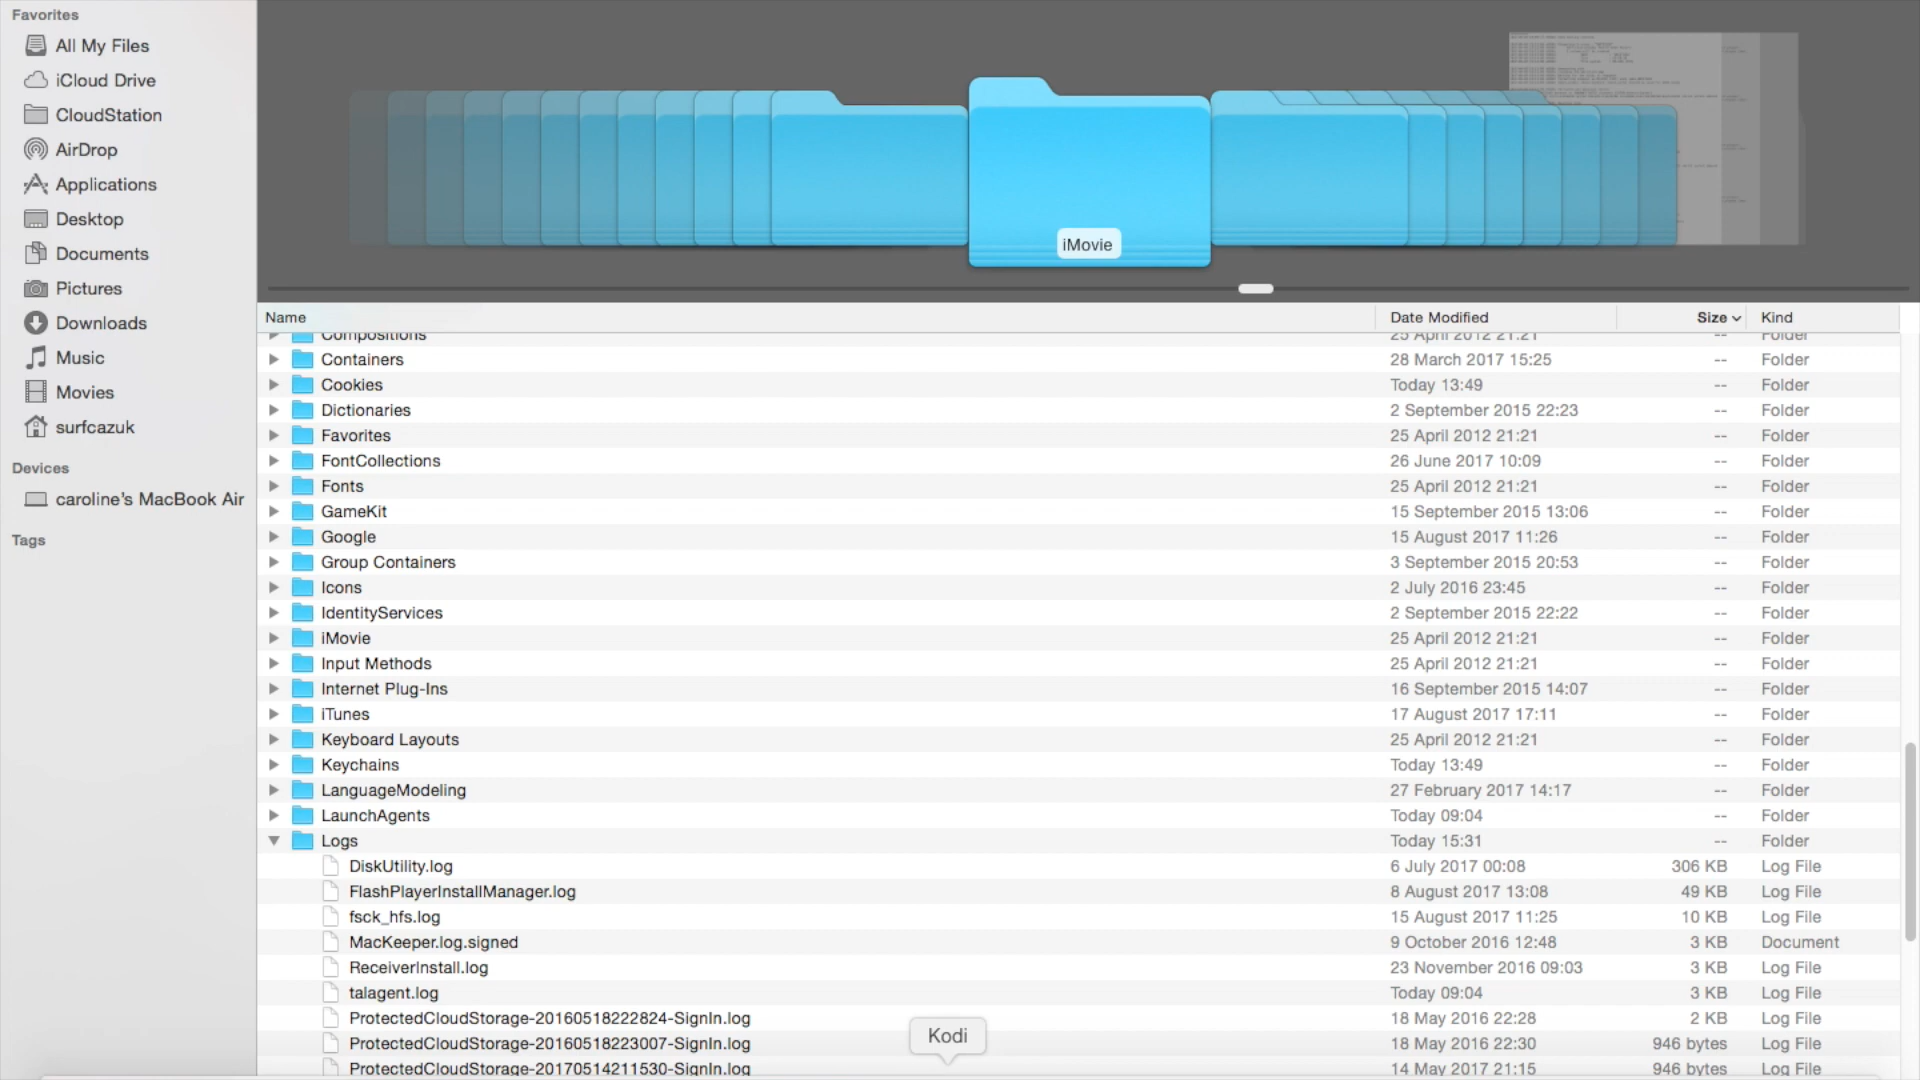 Favorites
All My Files
iCloud Drive
CloudStation
AirDrop
Applications
Desktop
Documents
Pictures
Downloads
Music
Movies
surfcazuk
Devices
caroline's MacBook Air
Tags
iMovie
Name Date Modified Size Kind
Compositions 25 April 2012 21:21 -- Folder
Containers 28 March 2017 15:25 -- Folder
Cookies Today 13:49 -- Folder
Dictionaries 2 September 2015 22:23 -- Folder
Favorites 25 April 2012 21:21 -- Folder
FontCollections 26 June 2017 10:09 -- Folder
Fonts 25 April 2012 21:21 -- Folder
GameKit 15 September 2015 13:06 -- Folder
Google 15 August 2017 11:26 -- Folder
Group Containers 3 September 2015 20:53 -- Folder
Icons 2 July 2016 23:45 -- Folder
IdentityServices 2 September 2015 22:22 -- Folder
iMovie 25 April 2012 21:21 -- Folder
Input Methods 25 April 2012 21:21 -- Folder
Internet Plug-Ins 16 September 2015 14:07 -- Folder
iTunes 17 August 2017 17:11 -- Folder
Keyboard Layouts 25 April 2012 21:21 -- Folder
Keychains Today 13:49 -- Folder
LanguageModeling 27 February 2017 14:17 -- Folder
LaunchAgents Today 09:04 -- Folder
Logs Today 15:31 -- Folder
DiskUtility.log 6 July 2017 00:08 306 KB Log File
FlashPlayerInstallManager.log 8 August 2017 13:08 49 KB Log File
fsck_hfs.log 15 August 2017 11:25 10 KB Log File
MacKeeper.log.signed 9 October 2016 12:48 3 KB Document
ReceiverInstall.log 23 November 2016 09:03 3 KB Log File
talagent.log Today 09:04 3 KB Log File
ProtectedCloudStorage-20160518222824-SignIn.log 18 May 2016 22:28 2 KB Log File
ProtectedCloudStorage-20160518223007-SignIn.log 18 May 2016 22:30 946 bytes Log File
ProtectedCloudStorage-20170514211530-SignIn.log 14 May 2017 21:15 946 bytes Log File
Kodi